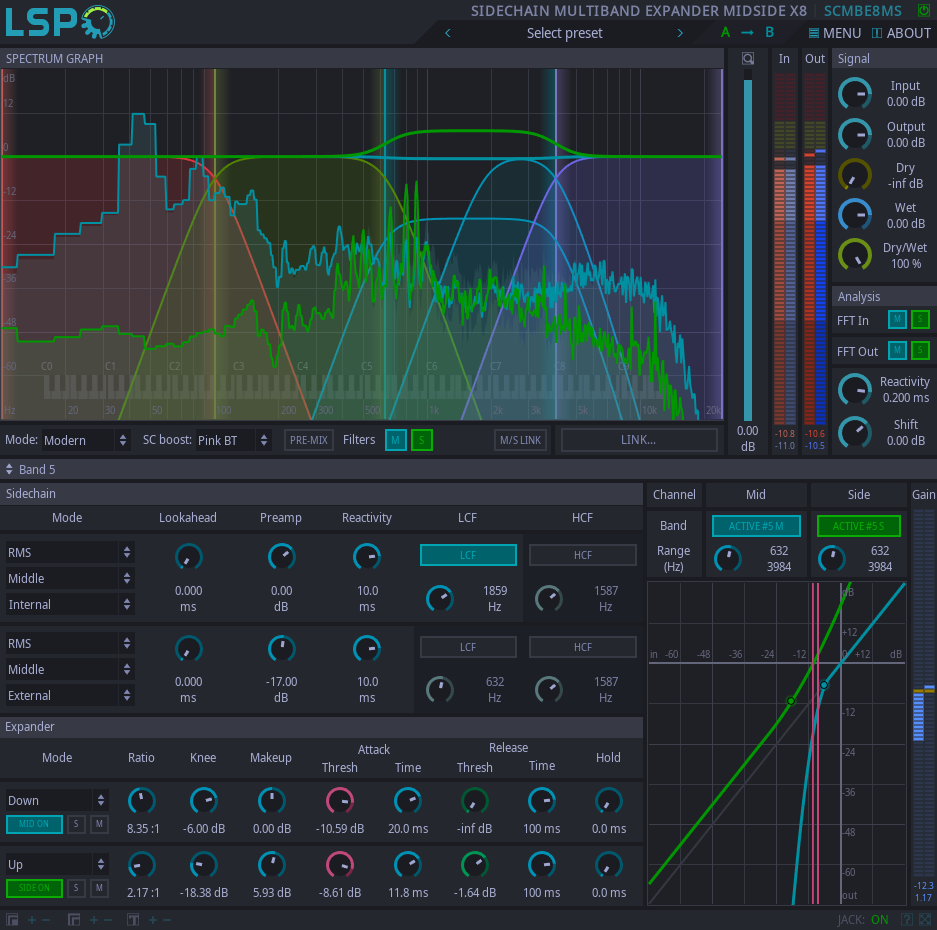 LSP
SIDECHAIN MULTIBAND EXPANDER MIDSIDE X8 SCMBE8MS
Select preset A B MENU ABOUT
SPECTRUM GRAPH
dB
12
0
-12
-24
-36
-48
-60
C0 C1 C2 C3 C4 C5 C6 C7 C8
Hz 20 30 50 100 200 300 500 1k 2k 3k 5k 10k 20k
0.00
dB
In Out
-10.8 -10.6
-11.0 -10.5
Signal
Input
0.00 dB
Output
0.00 dB
Dry
-inf dB
Wet
0.00 dB
Dry/Wet
100 %
Analysis
FFT In M S
FFT Out M S
Reactivity
0.200 ms
Shift
0.00 dB
Mode: Modern SC boost: Pink BT PRE-MIX Filters M S M/S LINK LINK...
Band 5
Sidechain
Mode Lookahead Preamp Reactivity LCF HCF
RMS
Middle
Internal
0.000
ms
0.00
dB
10.0
ms
LCF
1859
Hz
HCF
1587
Hz
RMS
Middle
External
0.000
ms
-17.00
dB
10.0
ms
LCF
632
Hz
HCF
1587
Hz
Expander
Mode Ratio Knee Makeup Attack Release Hold
Thresh Time Thresh Time
Down
MID ON S M 8.35 :1 -6.00 dB 0.00 dB -10.59 dB 20.0 ms -inf dB 100 ms 0.0 ms
Up
SIDE ON S M 2.17 :1 -18.38 dB 5.93 dB -8.61 dB 11.8 ms -1.64 dB 100 ms 0.0 ms
Channel Mid Side Gain
Band ACTIVE #5 M ACTIVE #5 S
Range
(Hz)
632
3984
632
3984
dB
+12
in -60 -48 -36 -24 -12 0 +12 dB
-12
-24
-36
-48
-60
out
-12.3
1.17
JACK: ON ?